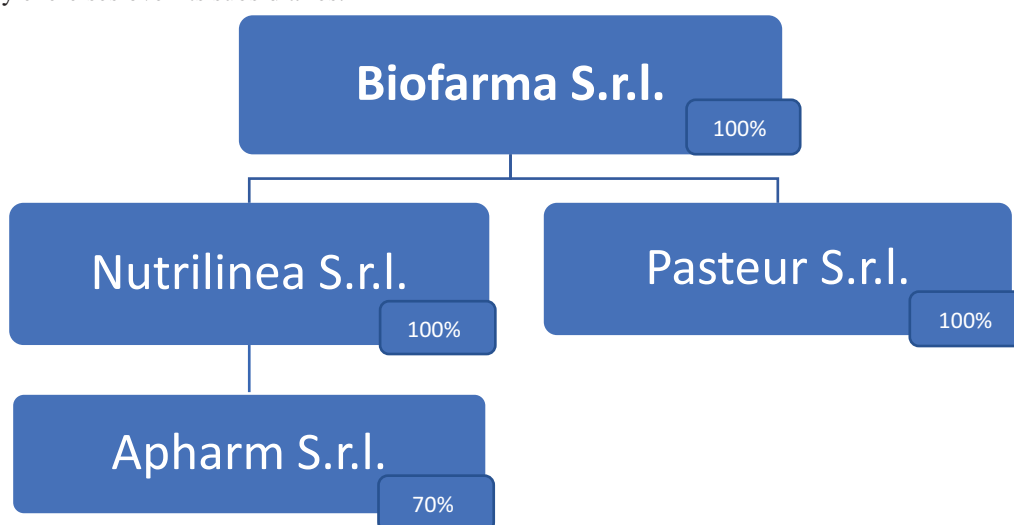 Biofarma S.r.l.
100%
Nutrilinea S.r.l.
100%
Pasteur S.r.l.
100%
Apharm S.r.l.
70%